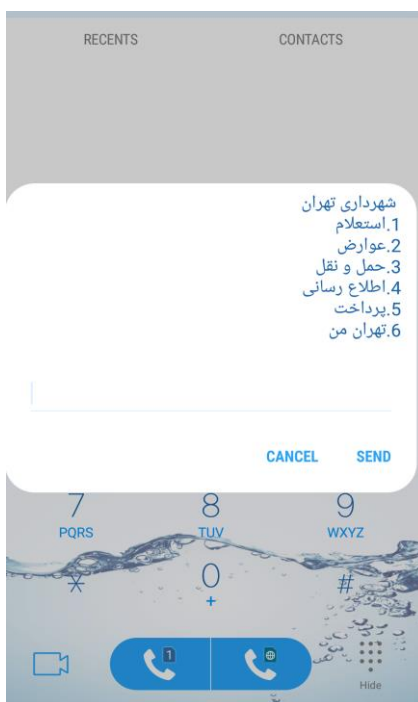 RECENTS CONTACTS
شهرداری تهران
1.استعلام
2.عوارض
3.حمل و نقل
4.اطلاع رسانی
5.پرداخت
6.تهران من
CANCEL SEND
7 8 9
PQRS TUV WXYZ
* 0 #
+
1
Hide